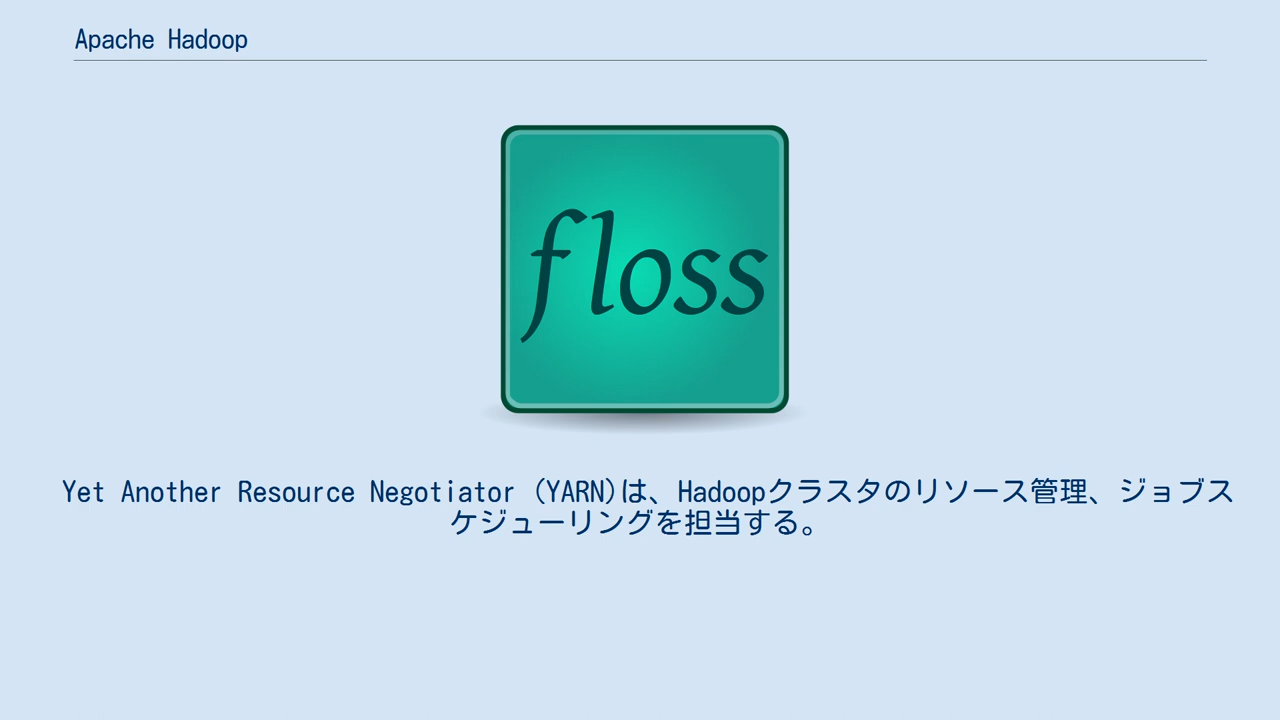 Apache Hadoop
floss
Yet Another Resource Negotiator (YARN)は、Hadoopクラスタのリソース管理、ジョブス
ケジューリングを担当する。